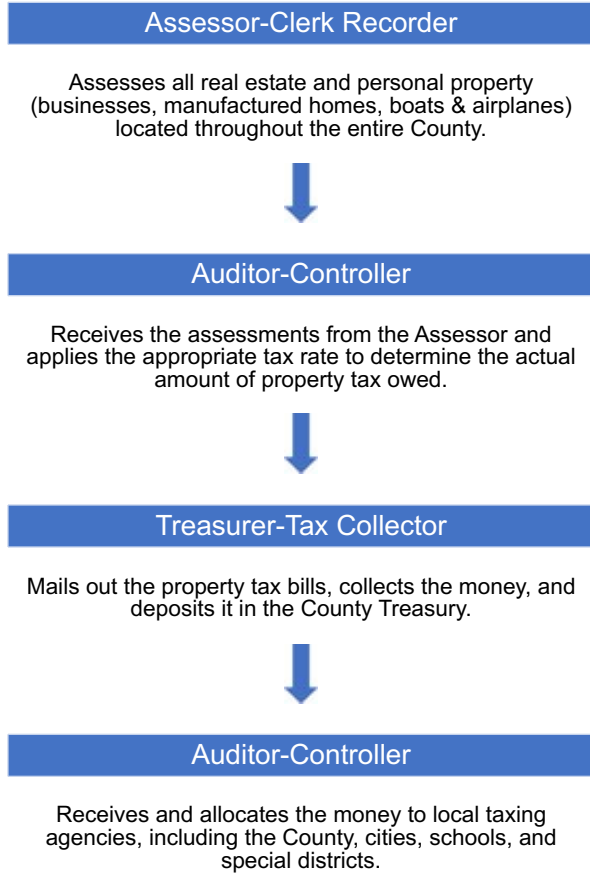 Assessor-Clerk Recorder
Assesses all real estate and personal property
(businesses, manufactured homes, boats & airplanes)
located throughout the entire County.
Auditor-Controller
Receives the assessments from the Assessor and
applies the appropriate tax rate to determine the actual
amount of property tax owed.
Treasurer-Tax Collector
Mails out the property tax bills, collects the money, and
deposits it in the County Treasury.
Auditor-Controller
Receives and allocates the money to local taxing
agencies, including the County, cities, schools, and
special districts.